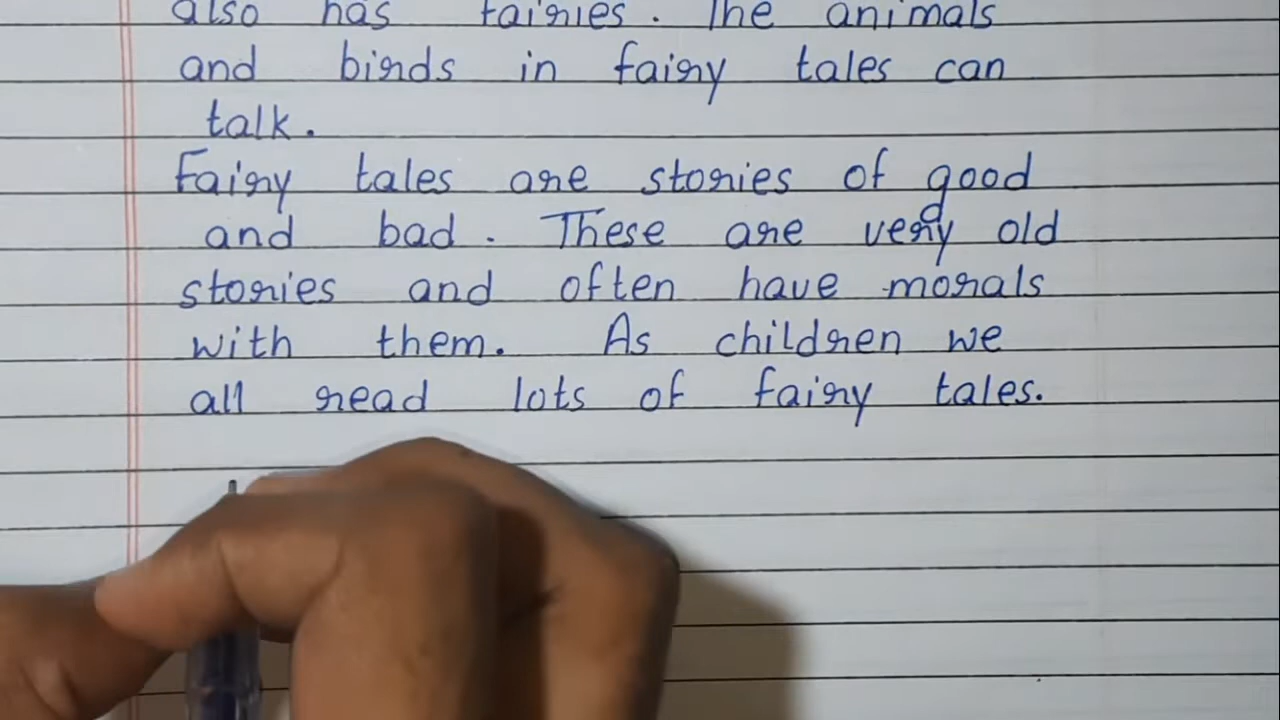 also has fairies. The animals
and birds in fairy tales can
talk.
Fairy tales are stories of good
and bad. These are very old
stories and often have morals
with them. As children we
all read lots of fairy tales.